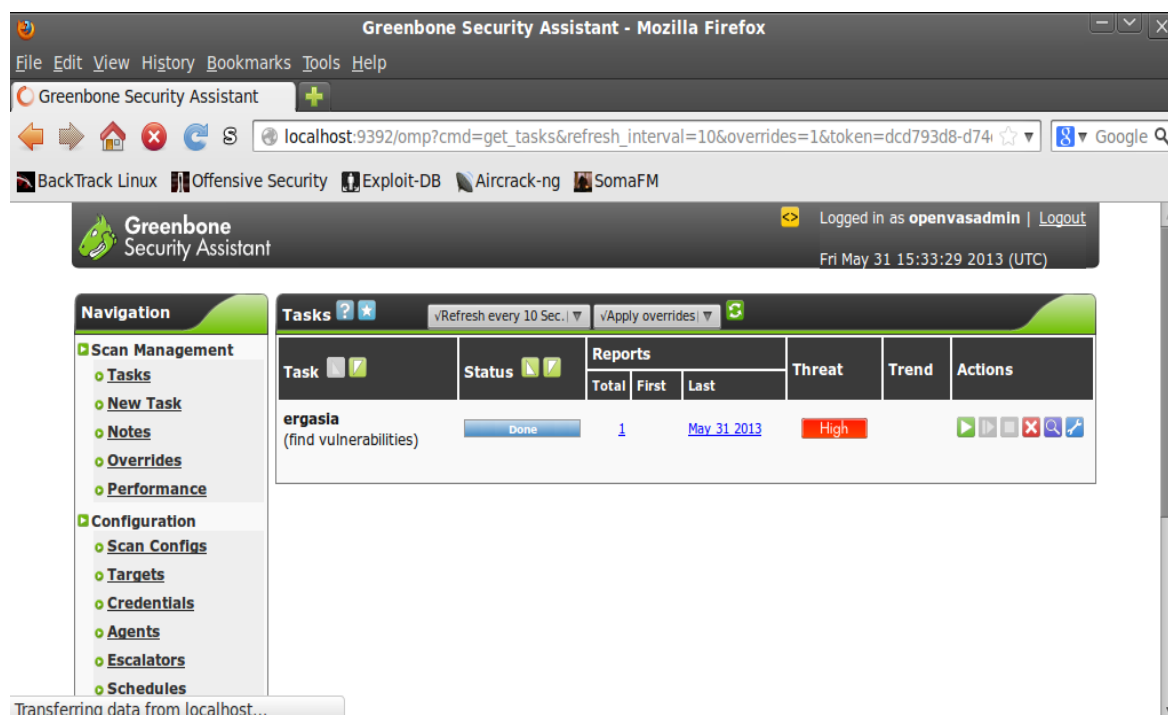 Greenbone Security Assistant - Mozilla Firefox
File Edit View History Bookmarks Tools Help
Greenbone Security Assistant
localhost:9392/omp?cmd=get_tasks&refresh_interval=10&overrides=1&token=dcd793d8-d74 Google
BackTrack Linux Offensive Security Exploit-DB Aircrack-ng SomaFM
Greenbone
Security Assistant
Logged in as openvasadmin | Logout
Fri May 31 15:33:29 2013 (UTC)
Navigation
Scan Management
Tasks
New Task
Notes
Overrides
Performance
Configuration
Scan Configs
Targets
Credentials
Agents
Escalators
Schedules
Tasks ? √Refresh every 10 Sec. √Apply overrides
Task Status Reports Threat Trend Actions
Total First Last
ergasia
(find vulnerabilities)
Done 1 May 31 2013 High
Transferring data from localhost...